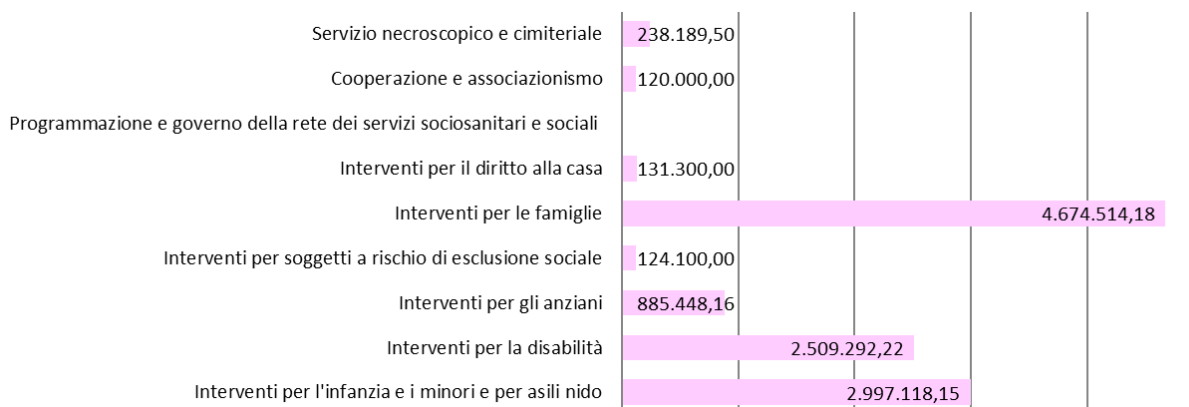 Servizio necroscopico e cimiteriale 238.189,50
Cooperazione e associazionismo 120.000,00
Programmazione e governo della rete dei servizi sociosanitari e sociali
Interventi per il diritto alla casa 131.300,00
Interventi per le famiglie 4.674.514,18
Interventi per soggetti a rischio di esclusione sociale 124.100,00
Interventi per gli anziani 885.448,16
Interventi per la disabilità 2.509.292,22
Interventi per l'infanzia e i minori e per asili nido 2.997.118,15